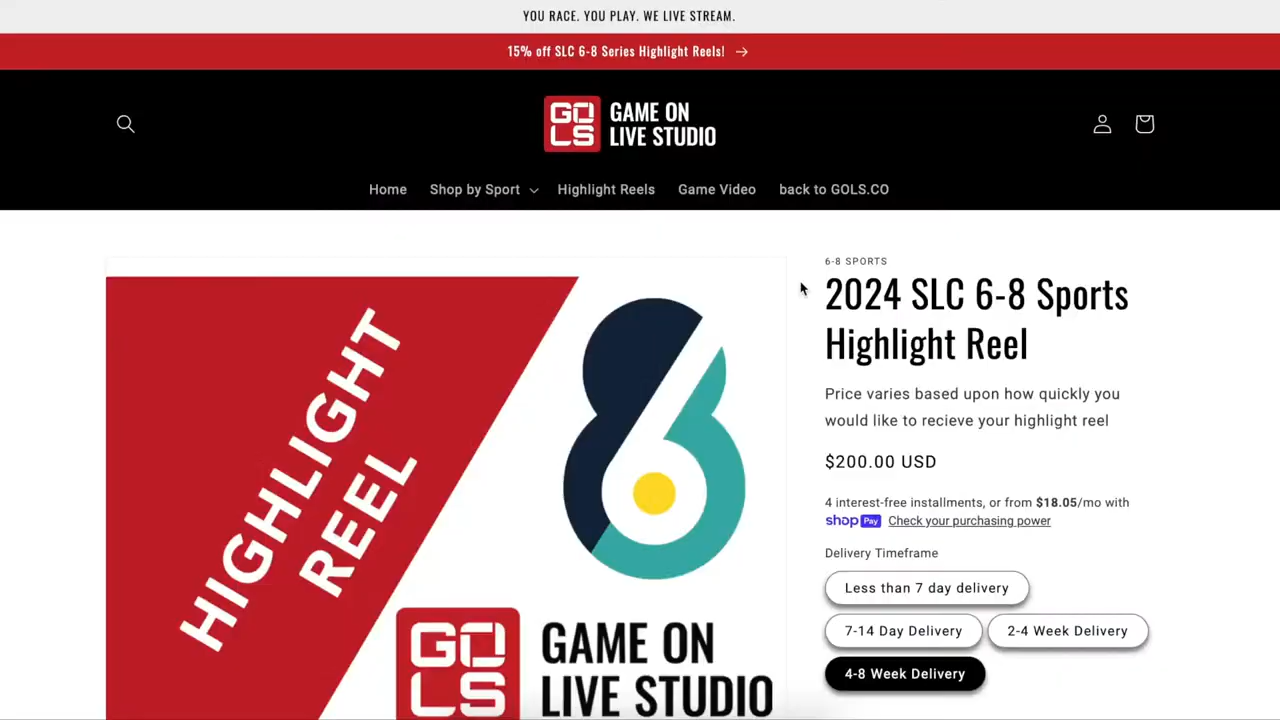 YOU RACE. YOU PLAY. WE LIVE STREAM.
15% off SLC 6-8 Series Highlight Reels!
GOLS
GAME ON
LIVE STUDIO
Home
Shop by Sport
Highlight Reels
Game Video
back to GOLS.CO
HIGHLIGHT
REEL
GOLS
GAME ON
LIVE STUDIO
6-8 SPORTS
2024 SLC 6-8 Sports
Highlight Reel
Price varies based upon how quickly you
would like to recieve your highlight reel
$200.00 USD
4 interest-free installments, or from $18.05/mo with
shop Pay Check your purchasing power
Delivery Timeframe
Less than 7 day delivery
7-14 Day Delivery
2-4 Week Delivery
4-8 Week Delivery